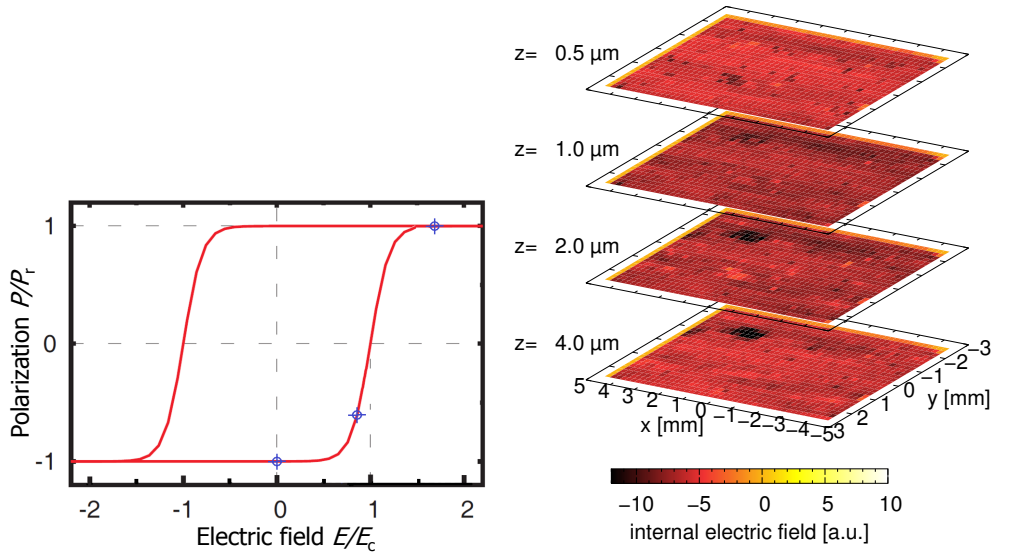 Polarization P/Pr
1
0
-1
-2 -1 0 1 2
Electric field E/Ec
z= 0.5 µm
z= 1.0 µm
z= 2.0 µm
z= 4.0 µm
5 4 3 2 1 0 −1 −2 −3 −4 −5
x [mm]
3 2 1 0 −1 −2 −3
y [mm]
−10 −5 0 5 10
internal electric field [a.u.]